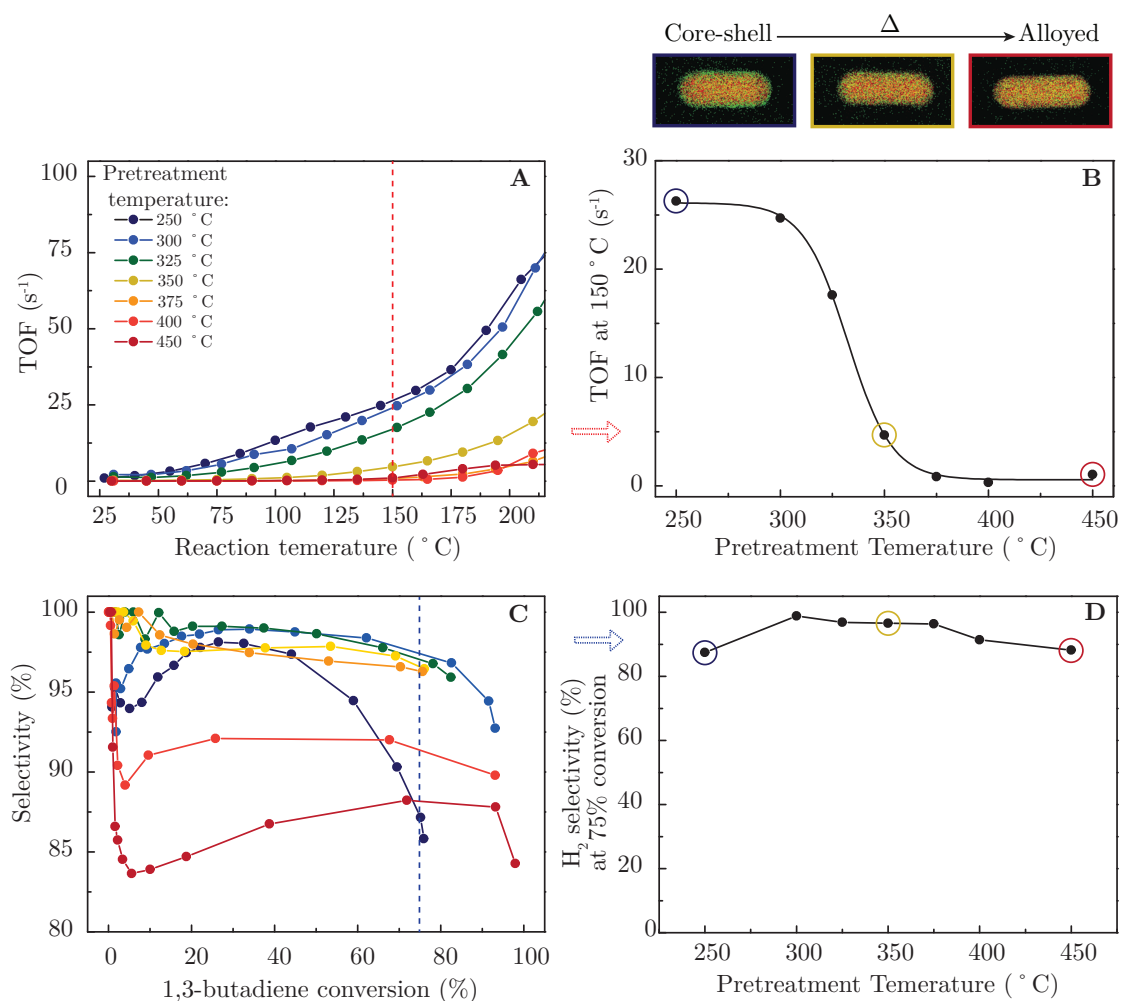 Core-shell Δ Alloyed
A
Pretreatment
temperature:
250 °C
300 °C
325 °C
350 °C
375 °C
400 °C
450 °C
100
75
50
25
0
TOF (s⁻¹)
25 50 75 100 125 150 175 200
Reaction temerature (°C)
B
30
20
10
0
TOF at 150°C (s⁻¹)
250 300 350 400 450
Pretreatment Temerature (°C)
C
100
95
90
85
80
Selectivity (%)
0 20 40 60 80 100
1,3-butadiene conversion (%)
D
100
80
60
40
20
0
H₂ selectivity (%)
at 75% conversion
250 300 350 400 450
Pretreatment Temerature (°C)